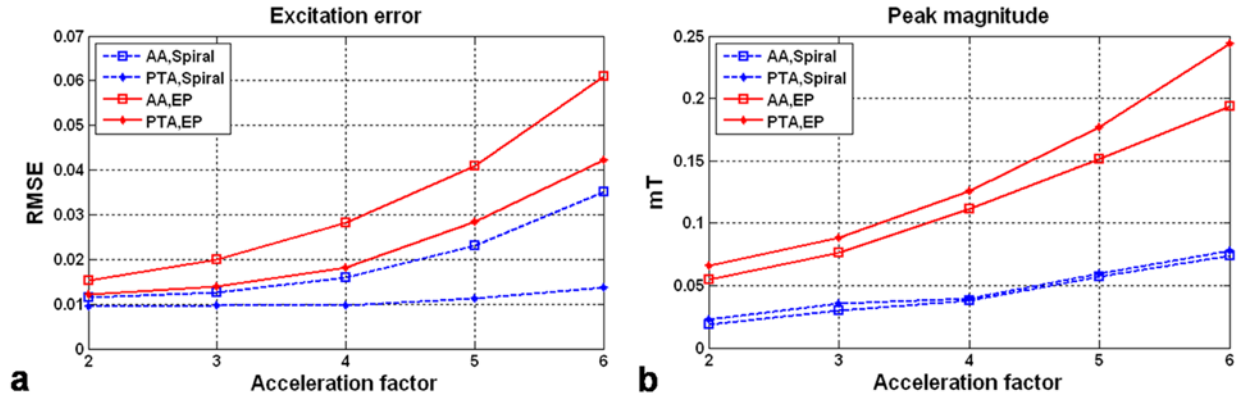 Excitation error
0.07
0.06
0.05
0.04
0.03
0.02
0.01
0
RMSE
AA,Spiral
PTA,Spiral
AA,EP
PTA,EP
2 3 4 5 6
Acceleration factor
a
Peak magnitude
0.25
0.2
0.15
0.1
0.05
0
mT
AA,Spiral
PTA,Spiral
AA,EP
PTA,EP
2 3 4 5 6
Acceleration factor
b